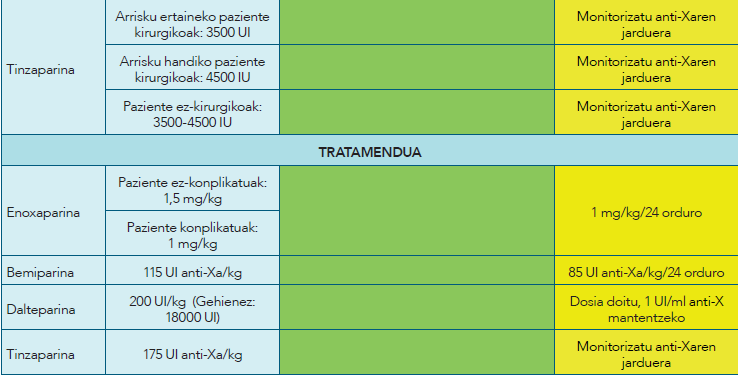 Tinzaparina
Arrisku ertaineko paziente
kirurgikoak: 3500 UI
Monitorizatu anti-Xaren
jarduera
Arrisku handiko paziente
kirurgikoak: 4500 IU
Monitorizatu anti-Xaren
jarduera
Paziente ez-kirurgikoak:
3500-4500 IU
Monitorizatu anti-Xaren
jarduera
TRATAMENDUA
Enoxaparina
Paziente ez-konplikatuak:
1,5 mg/kg
Paziente konplikatuak:
1 mg/kg
1 mg/kg/24 orduro
Bemiparina
115 UI anti-Xa/kg
85 UI anti-Xa/kg/24 orduro
Dalteparina
200 UI/kg (Gehienez:
18000 UI)
Dosia doitu, 1 UI/ml anti-X
mantentzeko
Tinzaparina
175 UI anti-Xa/kg
Monitorizatu anti-Xaren
jarduera